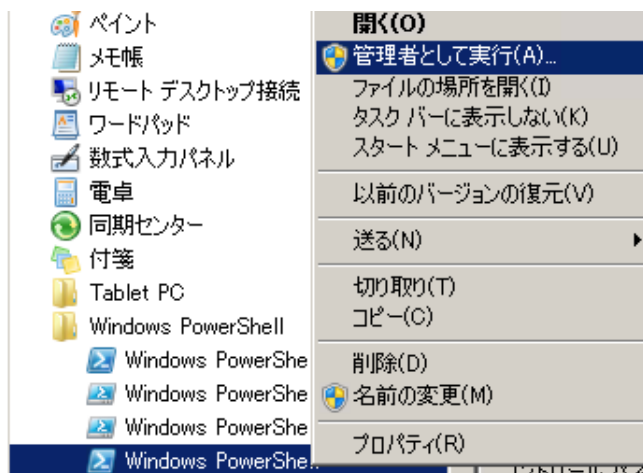 ペイント
メモ帳
リモート デスクトップ接続
ワードパッド
数式入力パネル
電卓
同期センター
付箋
Tablet PC
Windows PowerShell
Windows PowerShe
Windows PowerShe
Windows PowerShe
Windows PowerShe
開く(O)
管理者として実行(A)...
ファイルの場所を開く(I)
タスク バーに表示しない(K)
スタート メニューに表示する(U)
以前のバージョンの復元(V)
送る(N)
切り取り(T)
コピー(C)
削除(D)
名前の変更(M)
プロパティ(R)